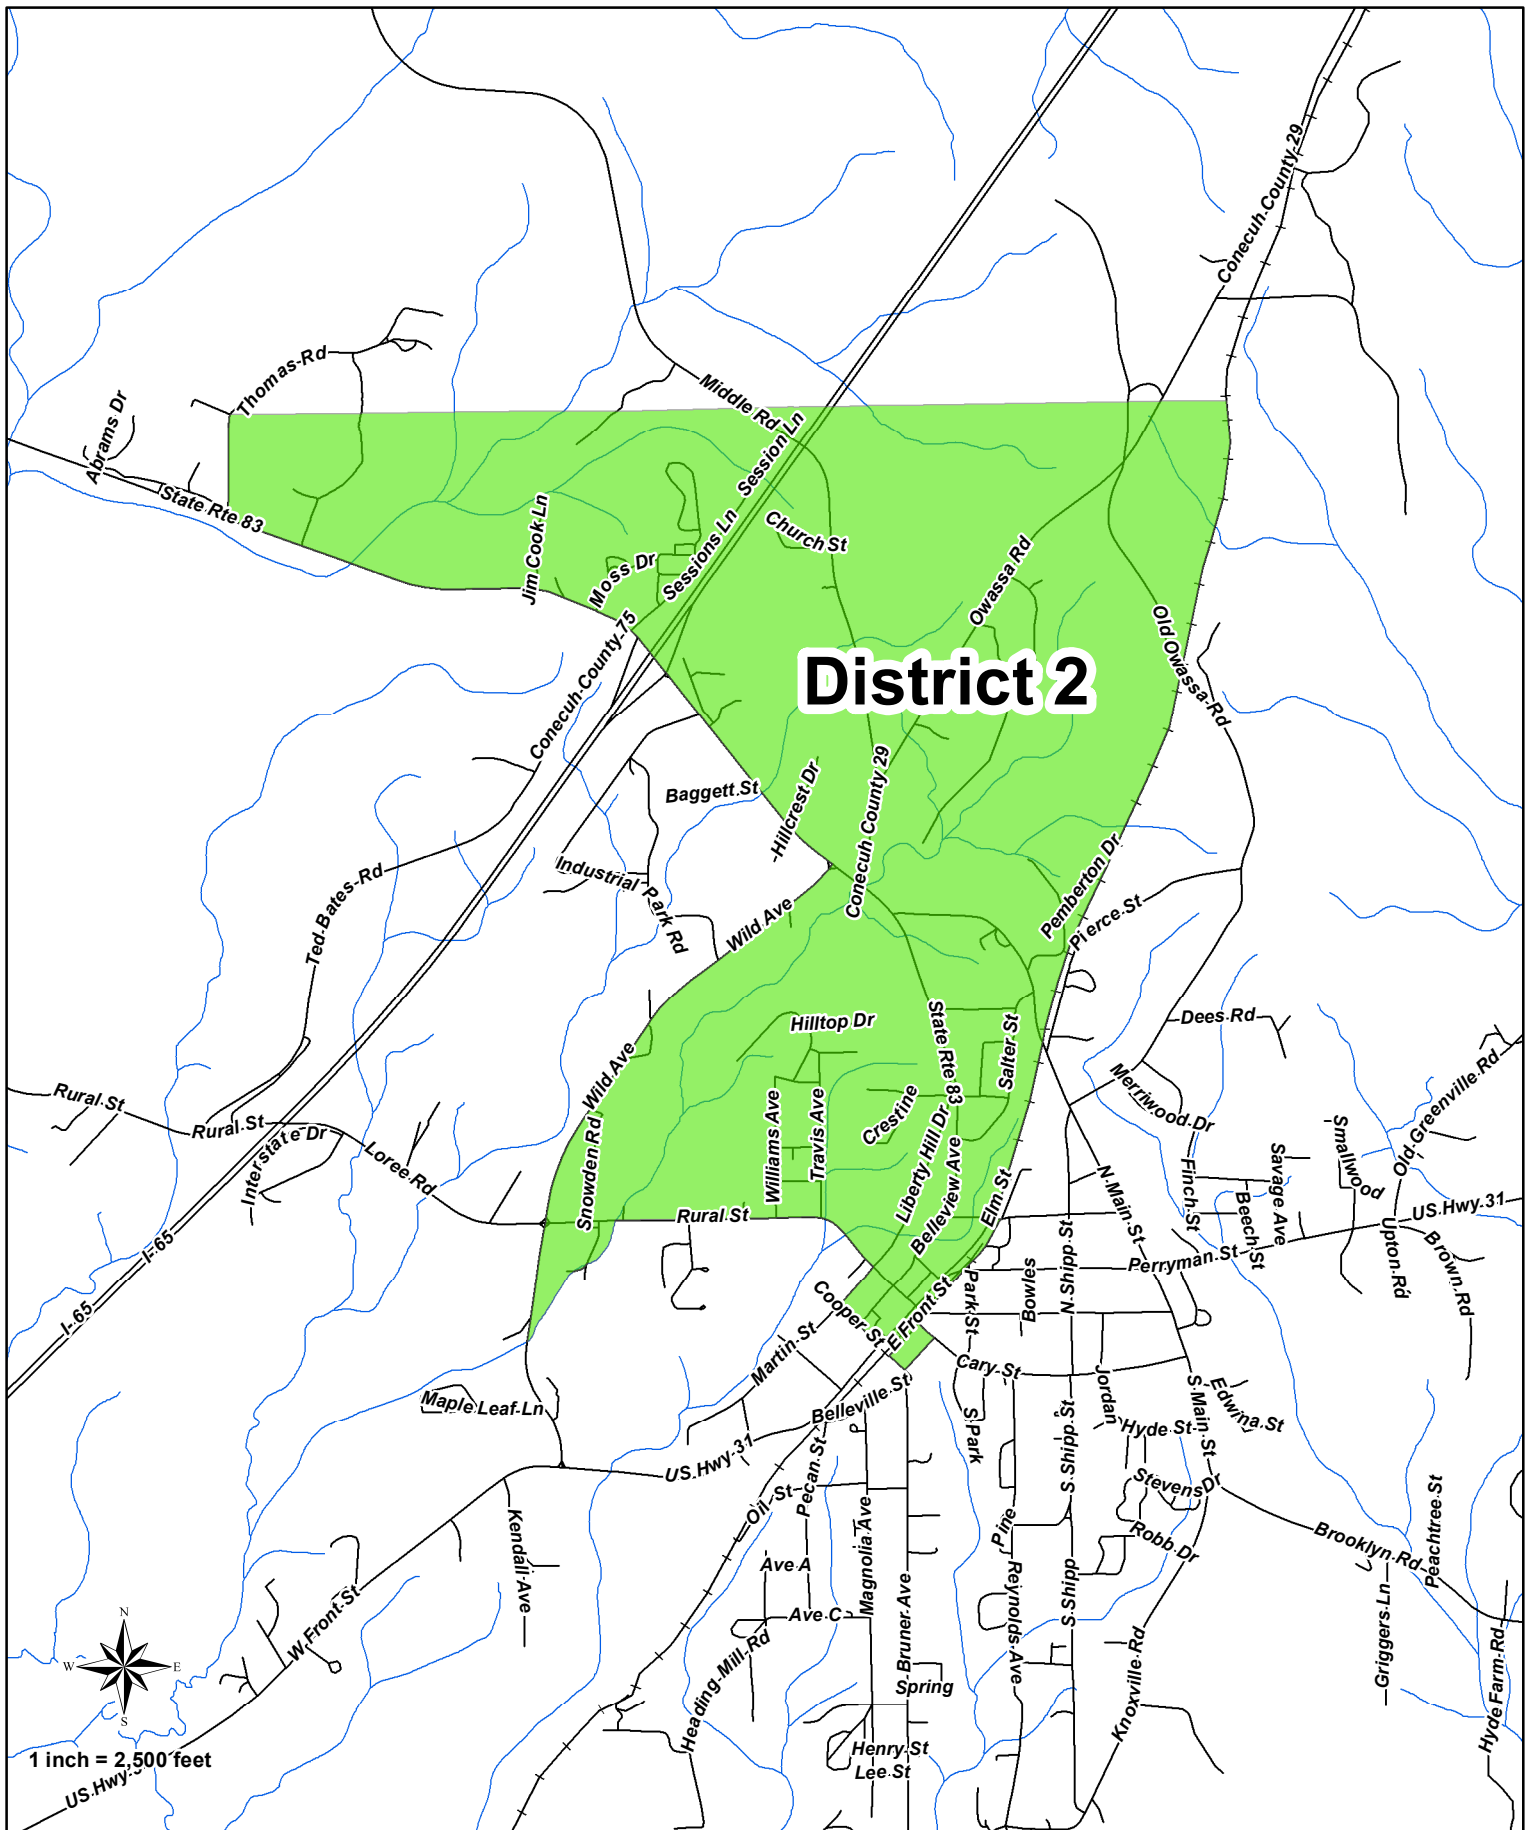 Conecuh County 29
Thomas Rd
Abrams Dr
Middle Rd
Session Ln
State Rte 83
Jim Cook Ln
Church St
Moss Dr
Sessions Ln
Owassa Rd
Old Owassa Rd
Conecuh County 75
District 2
Baggett St
Hillcrest Dr
Conecuh County 29
Industrial Park Rd
Pemberton Dr
Ted Bates Rd
Wild Ave
Pierce St
Hilltop Dr
State Rte 83
Salter St
Dees Rd
Wild Ave
Merriwood Dr
Old Greenville Rd
Rural St
Rural St
Interstate Dr
Loree Rd
Snowden Rd
Williams Ave
Travis Ave
Crestine
Liberty Hill Dr
Belleview Ave
Elm St
N Main St
Finch St
Beech St
Savage Ave
Smallwood
US Hwy 31
Rural St
I-65
I-65
Perryman St
Upton Rd
Brown Rd
Cooper St
E Front St
Park St
Bowles
N Shipp St
Martin St
Cary St
Jordan
Maple Leaf Ln
Belleville St
S Park
S Main St
Edwina St
Hyde St
US Hwy 31
Pecan St
S Shipp St
Stevens Dr
Oil St
Kendall Ave
Magnolia Ave
Pine
Robb Dr
Brooklyn Rd
Peachtree St
Ave A
Ave C
S Bruner Ave
Reynolds Ave
S Shipp
W Front St
Heading Mill Rd
Knoxville Rd
Griggers Ln
Hyde Farm Rd
Spring
Henry St
Lee St
N
W
E
S
1 inch = 2,500 feet
US Hwy